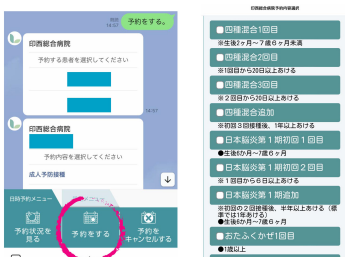 既読
14:57
予約をする。
印西総合病院
予約する患者を選択してください
14:57
印西総合病院
予約内容を選択してください
成人予防接種
日時予約メニュー
メニュー
予約状況を
見る
予約をする
予約を
キャンセルする
印西総合病院予約内容選択
四種混合1回目
※生後2ヶ月～7歳6ヶ月未満
四種混合2回目
※1回目から20日以上あける
四種混合3回目
※2回目から20日以上あける
四種混合追加
※初回3回接種後、1年以上あける
日本脳炎第1期初回1回目
●生後6か月~7歳6ヶ月
日本脳炎第1期初回2回目
※1回目から6日以上あける
日本脳炎第1期追加
※初回の2回接種後、半年以上あける（標
準では1年あける）
●生後6か月~7歳6ヶ月
おたふくかぜ1回目
●1歳以上